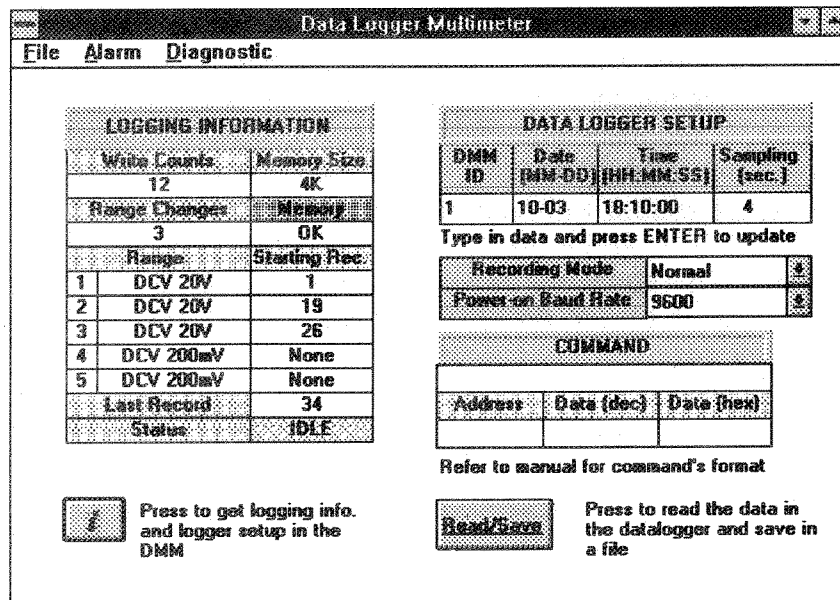 Data Logger Multimeter
File Alarm Diagnostic
LOGGING INFORMATION
Write Counts Memory Size
12 4K
Range Changes Memory
3 OK
Range Starting Rec.
1 DCV 20V 1
2 DCV 20V 19
3 DCV 20V 26
4 DCV 200mV None
5 DCV 200mV None
Last Record 34
Status IDLE
i Press to get logging info.
and logger setup in the
DMM
DATA LOGGER SETUP
DMM Date Time Sampling
ID (MM-DD) (HH:MM:SS) (sec.)
1 10-03 18:10:00 4
Type in data and press ENTER to update
Recording Mode Normal
Power-on Baud Rate 9600
COMMAND
Address Data (dec) Data (hex)
Refer to manual for command's format
Read/Save Press to read the data in
the datalogger and save in
a file